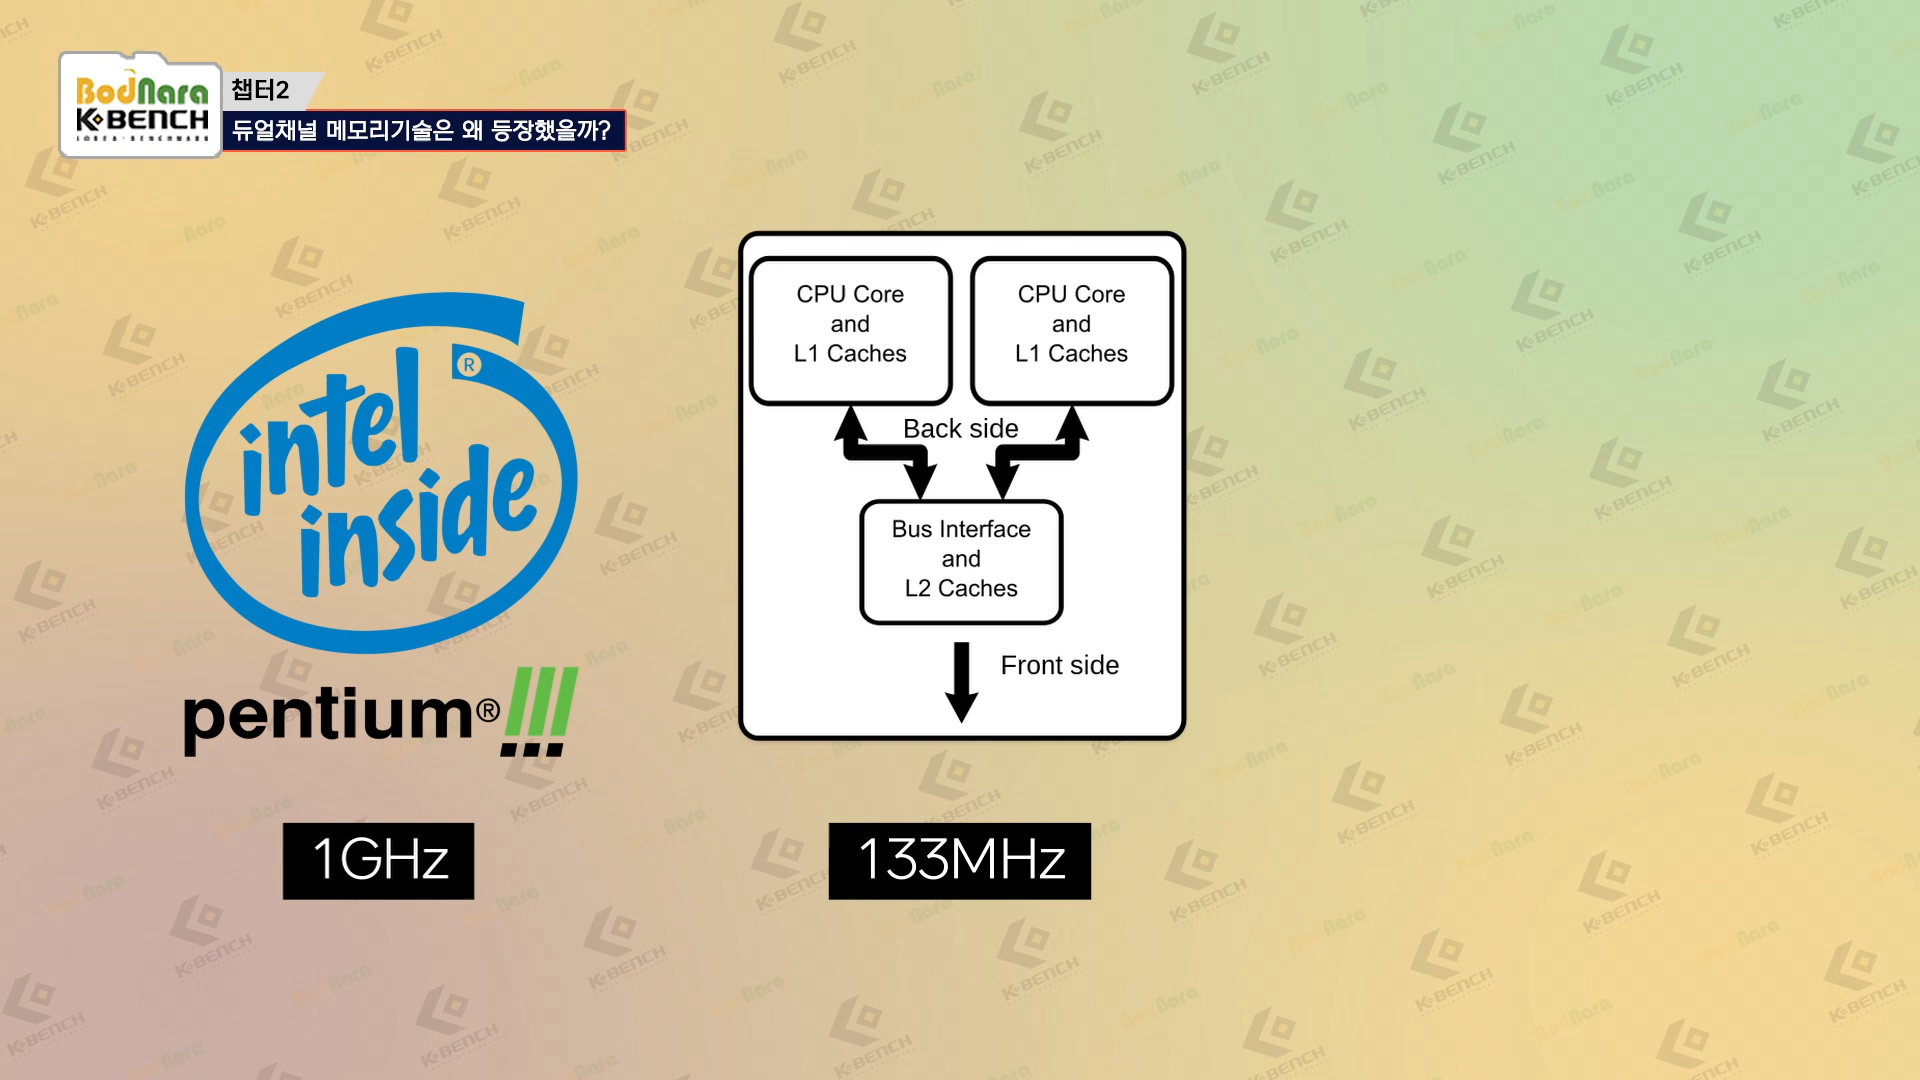 BodNara
K·BENCH
KOREA·BENCHMARK
챕터2
듀얼채널 메모리기술은 왜 등장했을까?
intel
inside
®
pentium® !!!
1GHz
CPU Core
and
L1 Caches
CPU Core
and
L1 Caches
Back side
Bus Interface
and
L2 Caches
Front side
133MHz